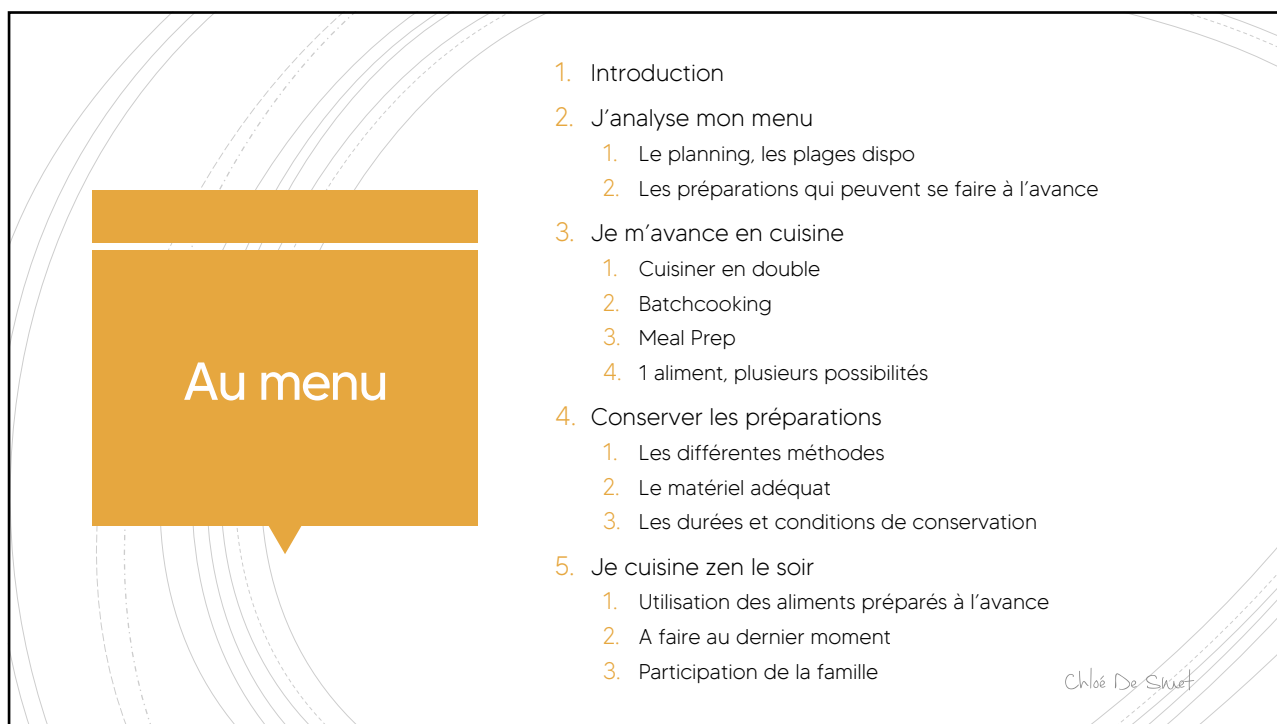 Au menu
1. Introduction
2. J’analyse mon menu
1. Le planning, les plages dispo
2. Les préparations qui peuvent se faire à l’avance
3. Je m’avance en cuisine
1. Cuisiner en double
2. Batchcooking
3. Meal Prep
4. 1 aliment, plusieurs possibilités
4. Conserver les préparations
1. Les différentes méthodes
2. Le matériel adéquat
3. Les durées et conditions de conservation
5. Je cuisine zen le soir
1. Utilisation des aliments préparés à l’avance
2. A faire au dernier moment
3. Participation de la famille
Chloé De Smet